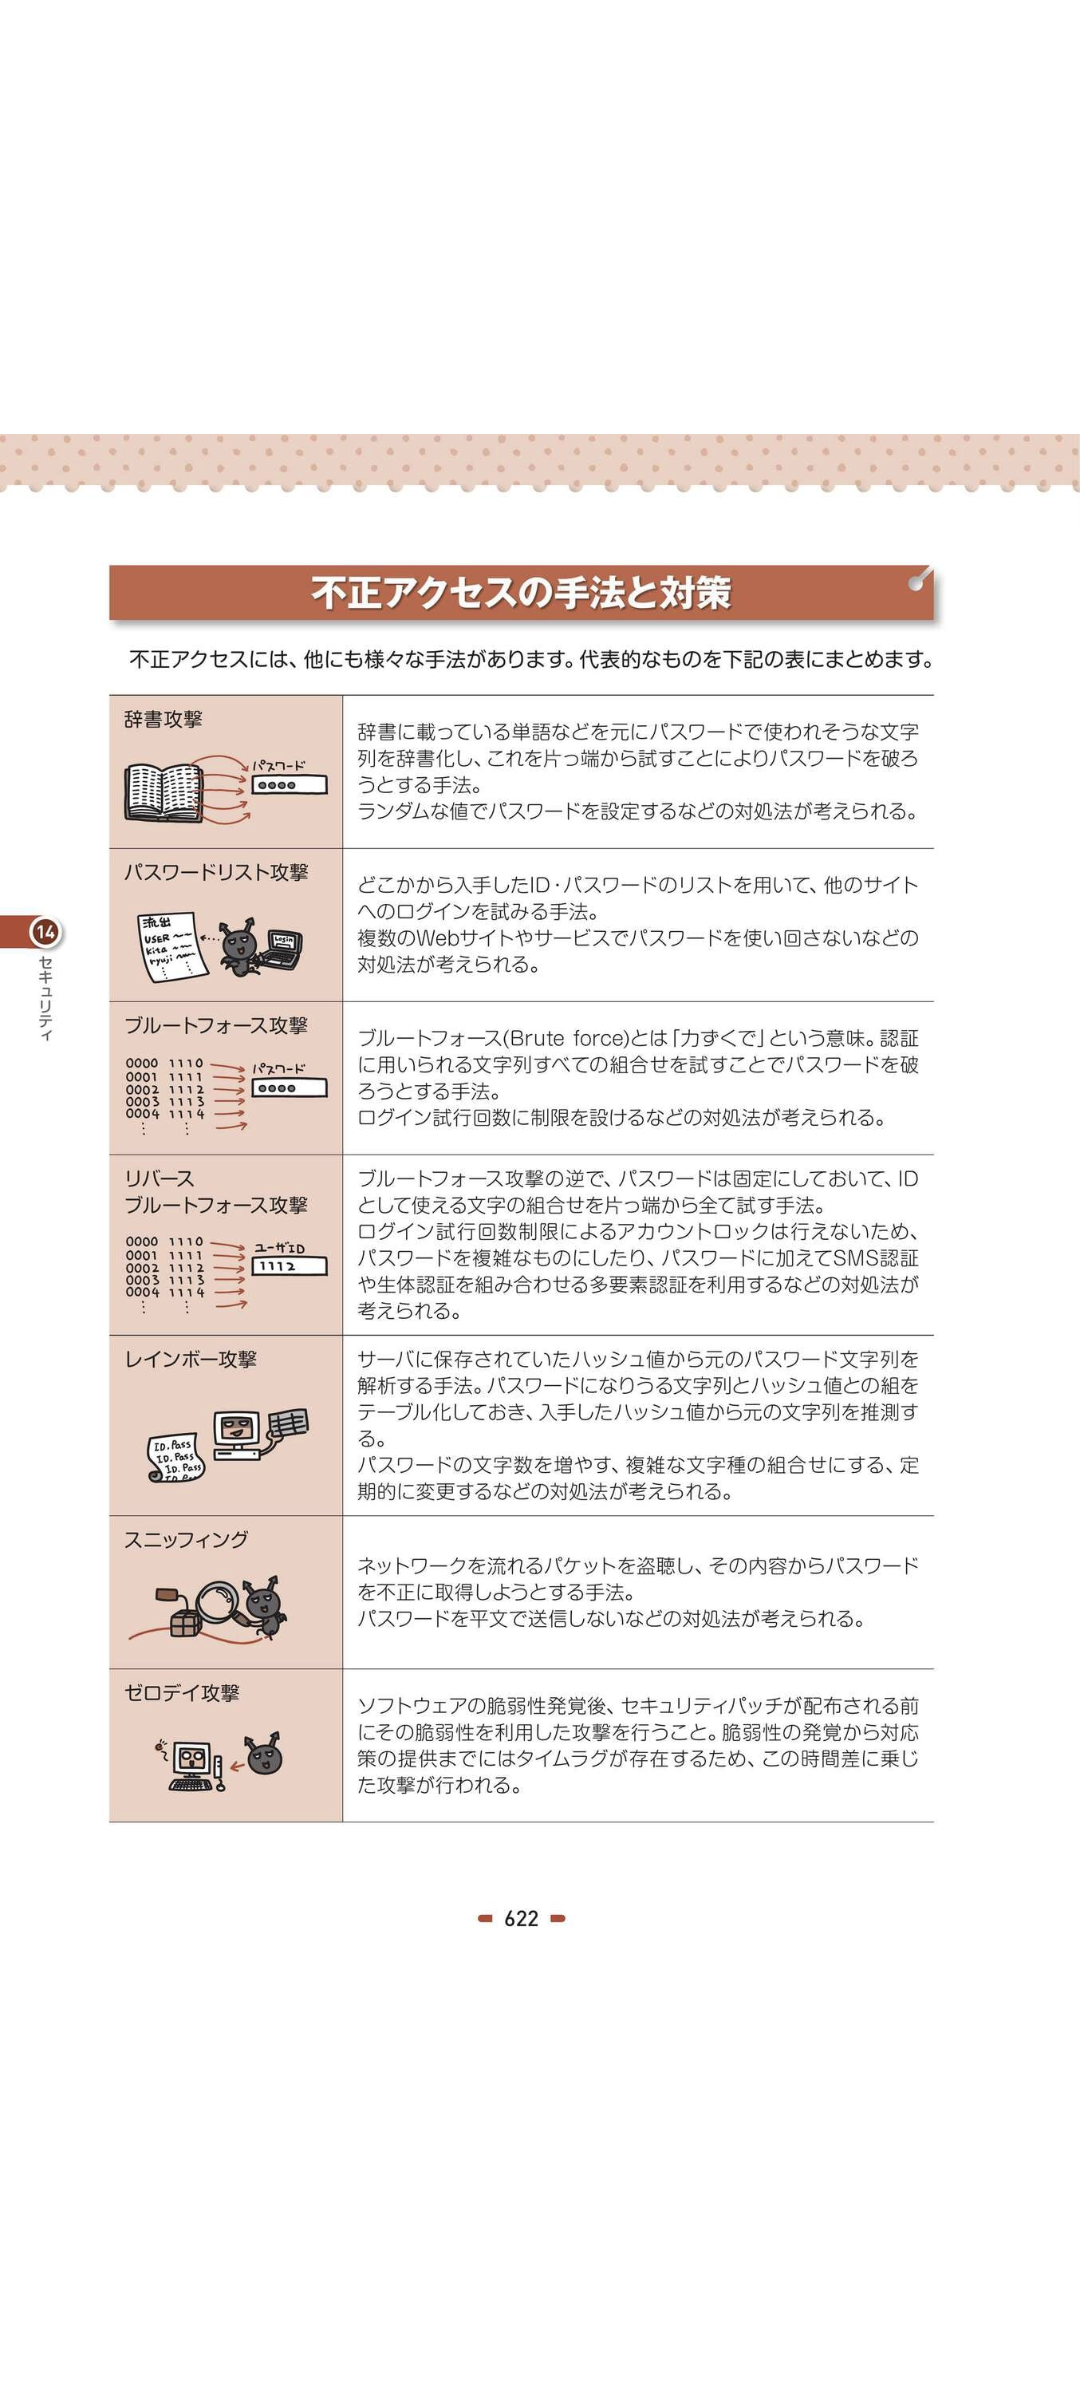 不正アクセスの手法と対策
不正アクセスには、他にも様々な手法があります。代表的なものを下記の表にまとめます。
辞書攻撃
パスワード
辞書に載っている単語などを元にパスワードで使われそうな文字
列を辞書化し、これを片っ端から試すことによりパスワードを破ろ
うとする手法。
ランダムな値でパスワードを設定するなどの対処法が考えられる。
パスワードリスト攻撃
流出
USER
Kita
ryuji
Login
どこかから入手したID・パスワードのリストを用いて、他のサイト
へのログインを試みる手法。
複数のWebサイトやサービスでパスワードを使い回さないなどの
対処法が考えられる。
14
セキュリティ
ブルートフォース攻撃
0000 1110
0001 1111
0002 1112
0003 1113
0004 1114
パスワード
ブルートフォース(Brute force)とは「力ずくで」という意味。認証
に用いられる文字列すべての組合せを試すことでパスワードを破
ろうとする手法。
ログイン試行回数に制限を設けるなどの対処法が考えられる。
リバース
ブルートフォース攻撃
0000 1110
0001 1111
0002 1112
0003 1113
0004 1114
ユーザID
1112
ブルートフォース攻撃の逆で、パスワードは固定にしておいて、ID
として使える文字の組合せを片っ端から全て試す手法。
ログイン試行回数制限によるアカウントロックは行えないため、
パスワードを複雑なものにしたり、パスワードに加えてSMS認証
や生体認証を組み合わせる多要素認証を利用するなどの対処法が
考えられる。
レインボー攻撃
ID.Pass
ID.Pass
ID.Pass
サーバに保存されていたハッシュ値から元のパスワード文字列を
解析する手法。パスワードになりうる文字列とハッシュ値との組を
テーブル化しておき、入手したハッシュ値から元の文字列を推測す
る。
パスワードの文字数を増やす、複雑な文字種の組合せにする、定
期的に変更するなどの対処法が考えられる。
スニッフィング
ネットワークを流れるパケットを盗聴し、その内容からパスワード
を不正に取得しようとする手法。
パスワードを平文で送信しないなどの対処法が考えられる。
ゼロデイ攻撃
ソフトウェアの脆弱性発覚後、セキュリティパッチが配布される前
にその脆弱性を利用した攻撃を行うこと。脆弱性の発覚から対応
策の提供までにはタイムラグが存在するため、この時間差に乗じ
た攻撃が行われる。
622